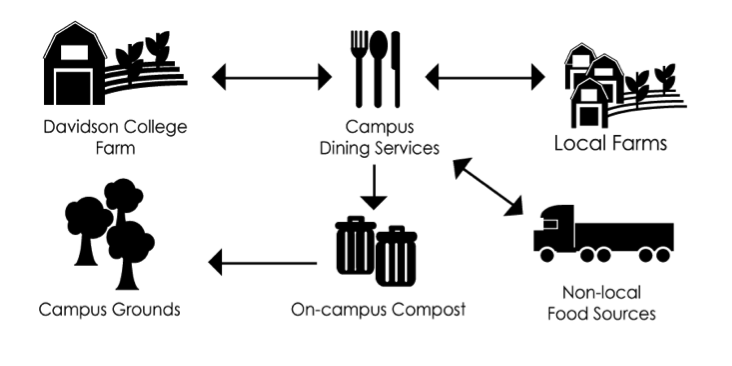 Davidson College
Farm
Campus
Dining Services
Local Farms
Campus Grounds
On-campus Compost
Non-local
Food Sources